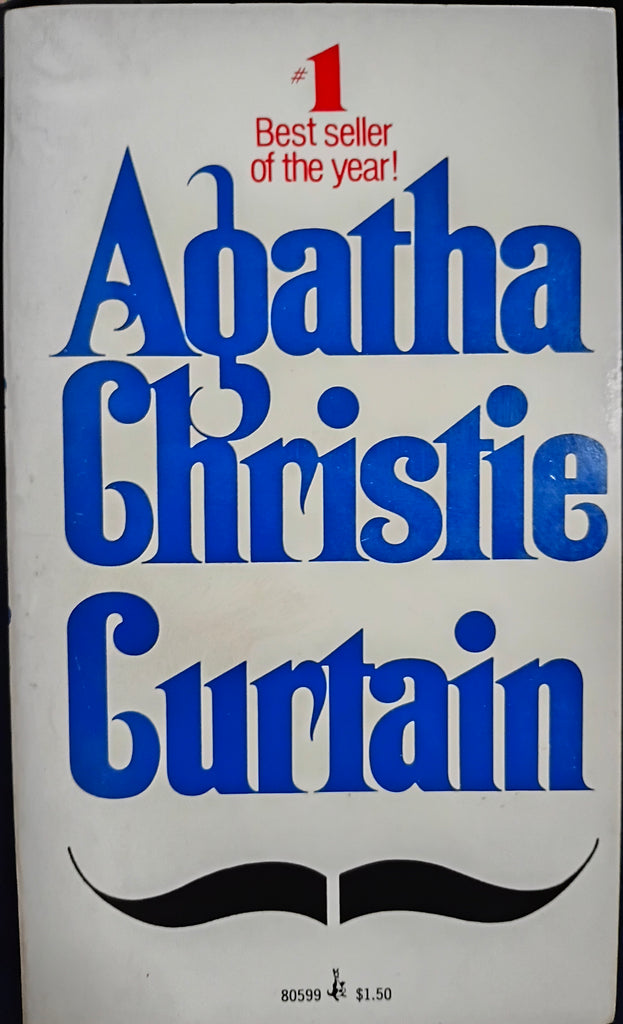 #1
Best seller
of the year!
Agatha
Christie
Curtain
80599 $1.50